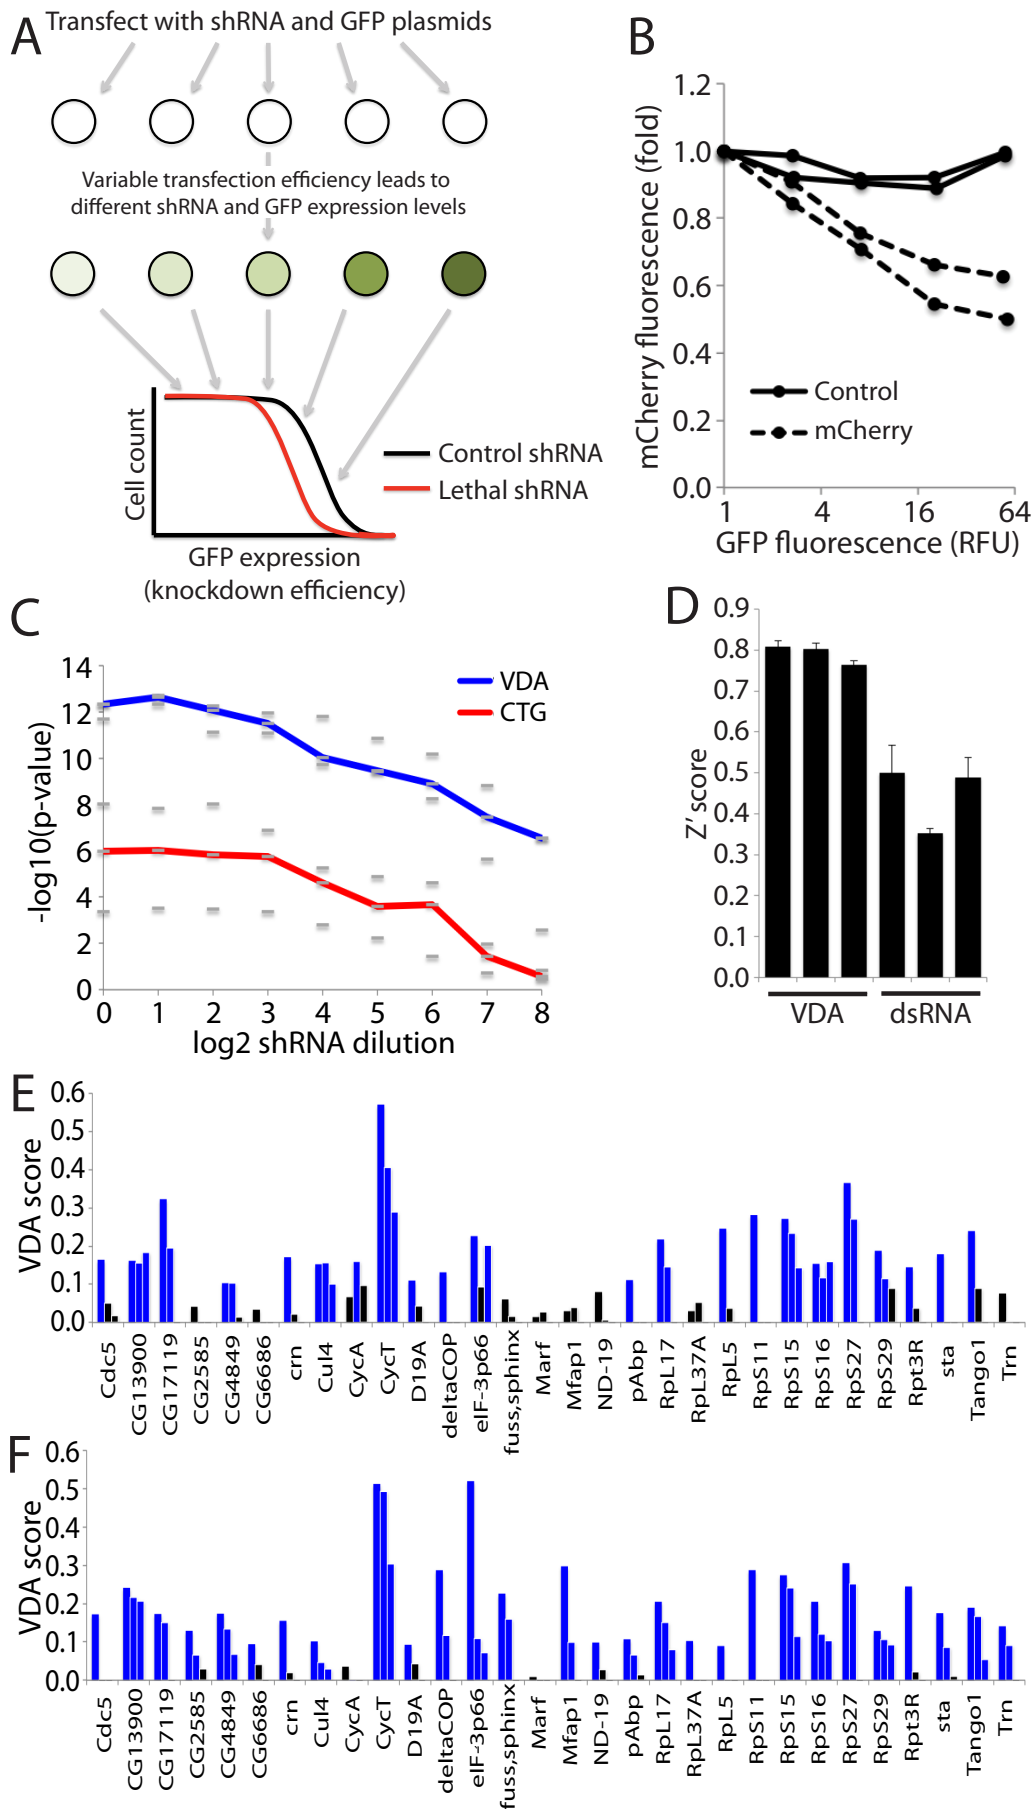 A
Transfect with shRNA and GFP plasmids
Variable transfection efficiency leads to
different shRNA and GFP expression levels
Cell count
Control shRNA
Lethal shRNA
GFP expression
(knockdown efficiency)
B
mCherry fluorescence (fold)
1.2
1.0
0.8
0.6
0.4
0.2
0.0
Control
mCherry
1 4 16 64
GFP fluorescence (RFU)
C
-log10(p-value)
14
12
10
8
6
4
2
0
VDA
CTG
0 1 2 3 4 5 6 7 8
log2 shRNA dilution
D
Z’ score
0.9
0.8
0.7
0.6
0.5
0.4
0.3
0.2
0.1
0.0
VDA dsRNA
E
VDA score
0.6
0.5
0.4
0.3
0.2
0.1
0.0
Cdc5
CG13900
CG17119
CG2585
CG4849
CG6686
crn
Cul4
CycA
CycT
D19A
deltaCOP
eIF-3p66
fuss,sphinx
Marf
Mfap1
ND-19
pAbp
RpL17
RpL37A
RpL5
RpS11
RpS15
RpS16
RpS27
RpS29
Rpt3R
sta
Tango1
Trn
F
VDA score
0.6
0.5
0.4
0.3
0.2
0.1
0.0
Cdc5
CG13900
CG17119
CG2585
CG4849
CG6686
crn
Cul4
CycA
CycT
D19A
deltaCOP
eIF-3p66
fuss,sphinx
Marf
Mfap1
ND-19
pAbp
RpL17
RpL37A
RpL5
RpS11
RpS15
RpS16
RpS27
RpS29
Rpt3R
sta
Tango1
Trn